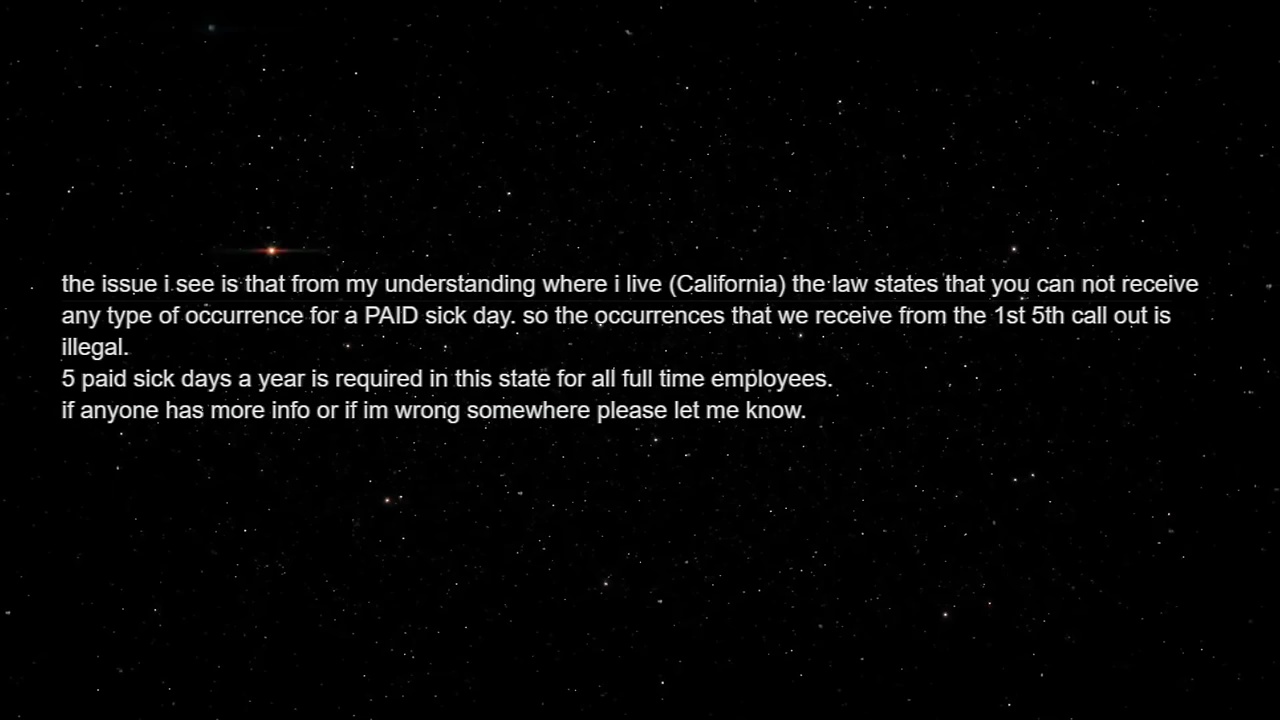 the issue i see is that from my understanding where i live (California) the law states that you can not receive
any type of occurrence for a PAID sick day. so the occurrences that we receive from the 1st 5th call out is
illegal.
5 paid sick days a year is required in this state for all full time employees.
if anyone has more info or if im wrong somewhere please let me know.